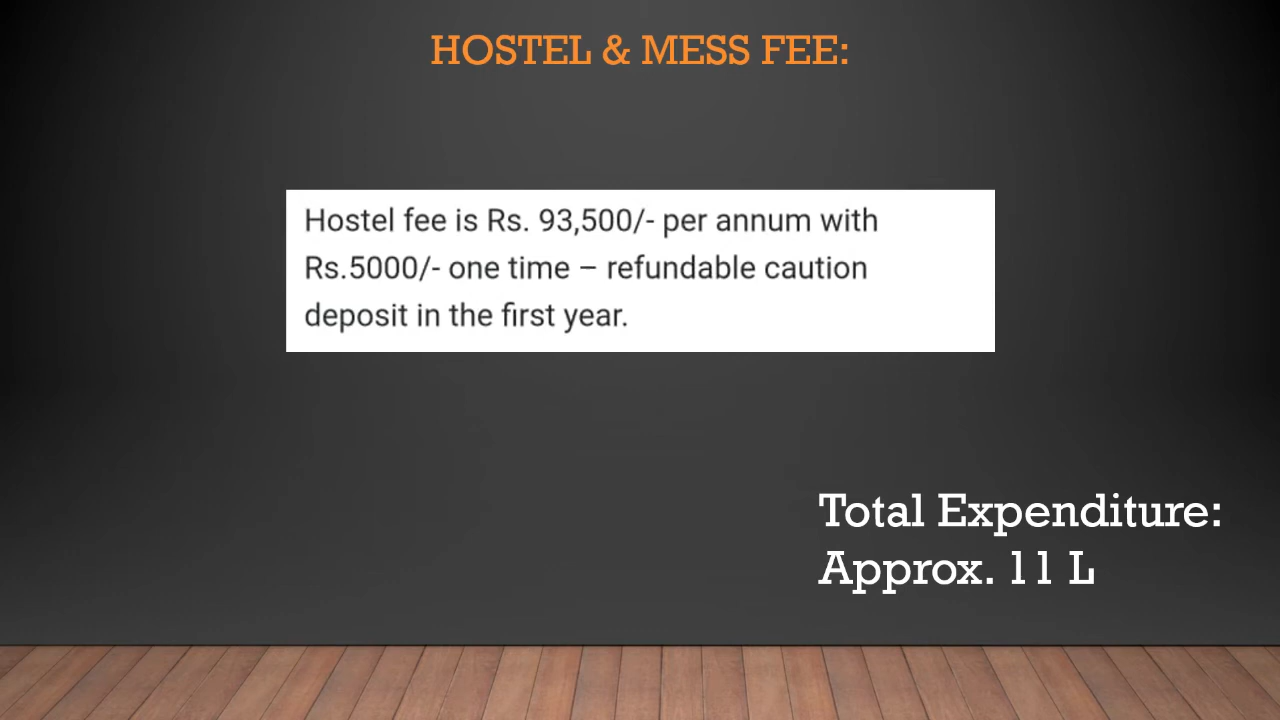 HOSTEL & MESS FEE:
Hostel fee is Rs. 93,500/- per annum with
Rs.5000/- one time – refundable caution
deposit in the first year.
Total Expenditure:
Approx. 11 L